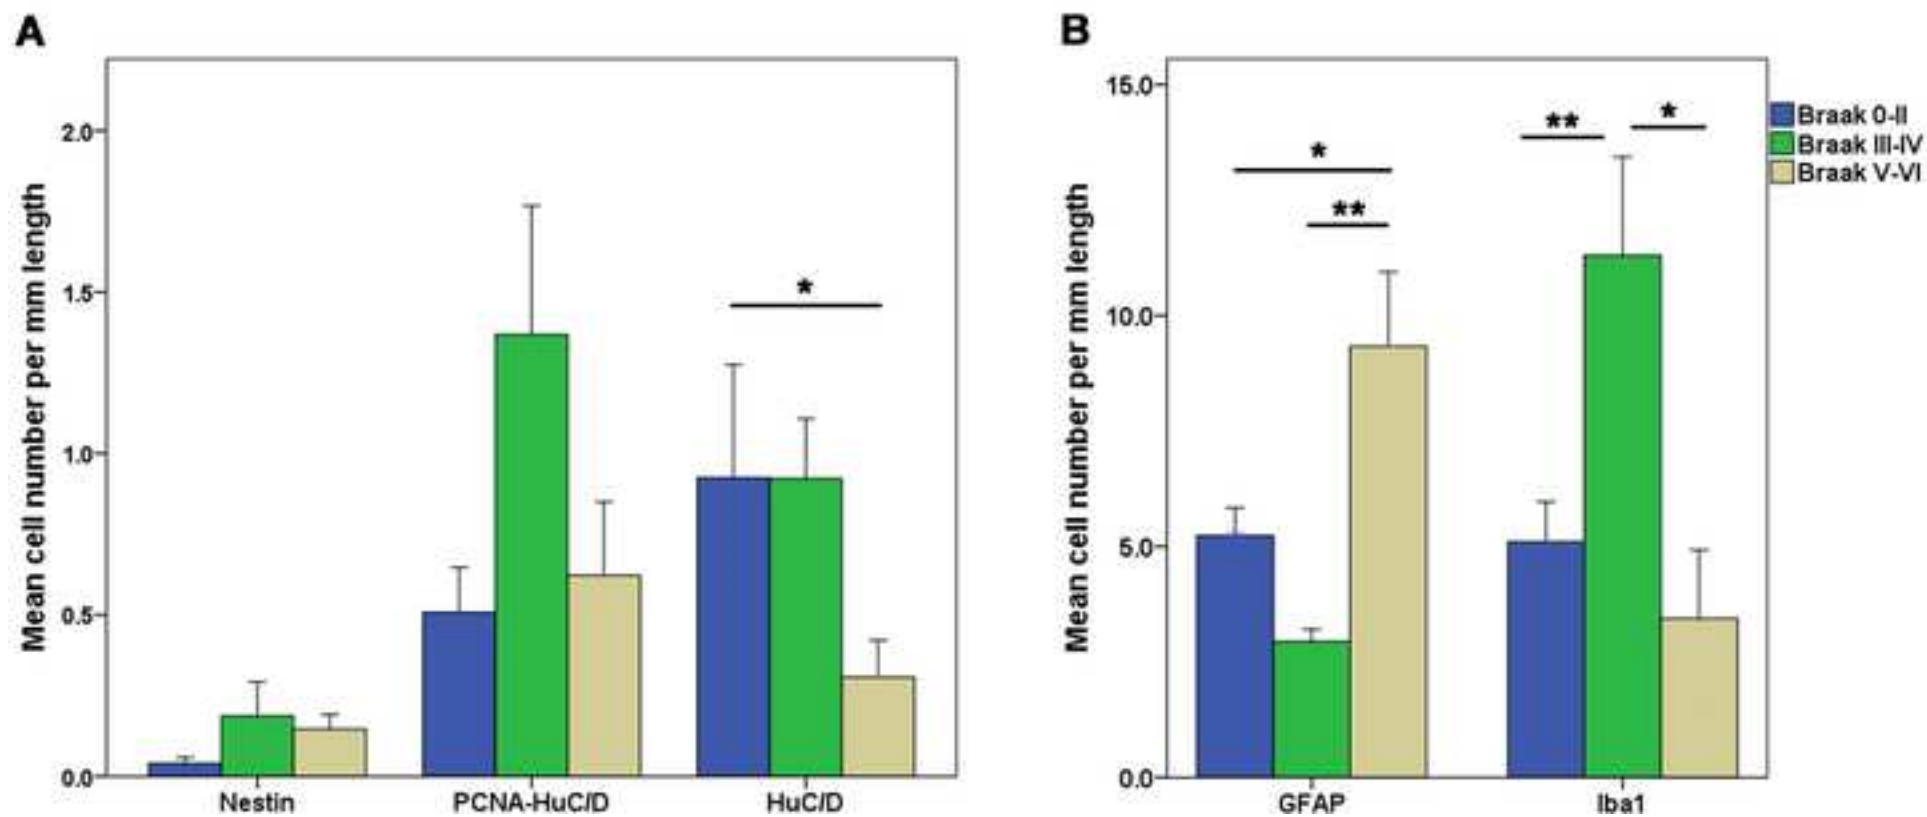 A
Mean cell number per mm length
2.0
1.5
1.0
0.5
0.0
*
Nestin
PCNA-HuC/D
HuC/D
B
Mean cell number per mm length
15.0
10.0
5.0
0.0
*
**
**
*
GFAP
Iba1
Braak 0-II
Braak III-IV
Braak V-VI